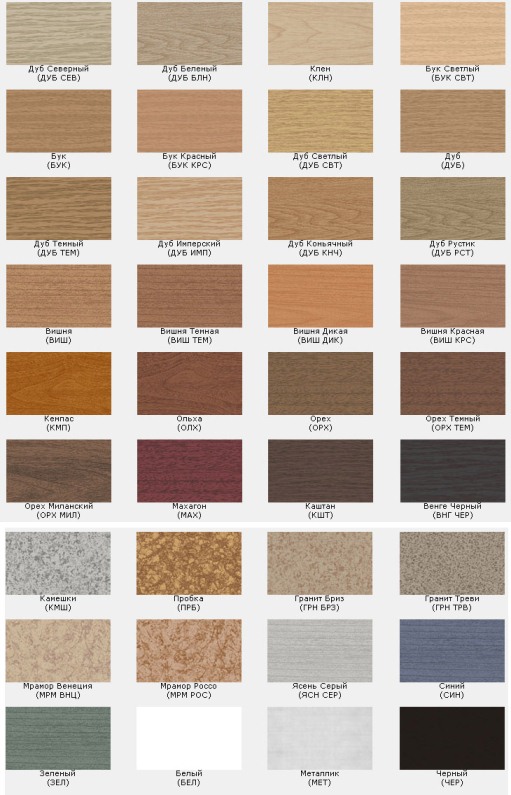 Дуб Северный
(ДУБ СЕВ)
Дуб Беленый
(ДУБ БЛН)
Клен
(КЛН)
Бук Светлый
(БУК СВТ)
Бук
(БУК)
Бук Красный
(БУК КРС)
Дуб Светлый
(ДУБ СВТ)
Дуб
(ДУБ)
Дуб Темный
(ДУБ ТЕМ)
Дуб Имперский
(ДУБ ИМП)
Дуб Коньячный
(ДУБ КНЧ)
Дуб Рустик
(ДУБ РСТ)
Вишня
(ВИШ)
Вишня Темная
(ВИШ ТЕМ)
Вишня Дикая
(ВИШ ДИК)
Вишня Красная
(ВИШ КРС)
Кемпас
(КМП)
Ольха
(ОЛХ)
Орех
(ОРХ)
Орех Темный
(ОРХ ТЕМ)
Орех Миланский
(ОРХ МИЛ)
Махагон
(МАХ)
Каштан
(КШТ)
Венге Черный
(ВНГ ЧЕР)
Камешки
(КМШ)
Пробка
(ПРБ)
Гранит Бриз
(ГРН БРЗ)
Гранит Треви
(ГРН ТРВ)
Мрамор Венеция
(МРМ ВНЦ)
Мрамор Россо
(МРМ РОС)
Ясень Серый
(ЯСН СЕР)
Синий
(СИН)
Зеленый
(ЗЕЛ)
Белый
(БЕЛ)
Металлик
(МЕТ)
Черный
(ЧЕР)